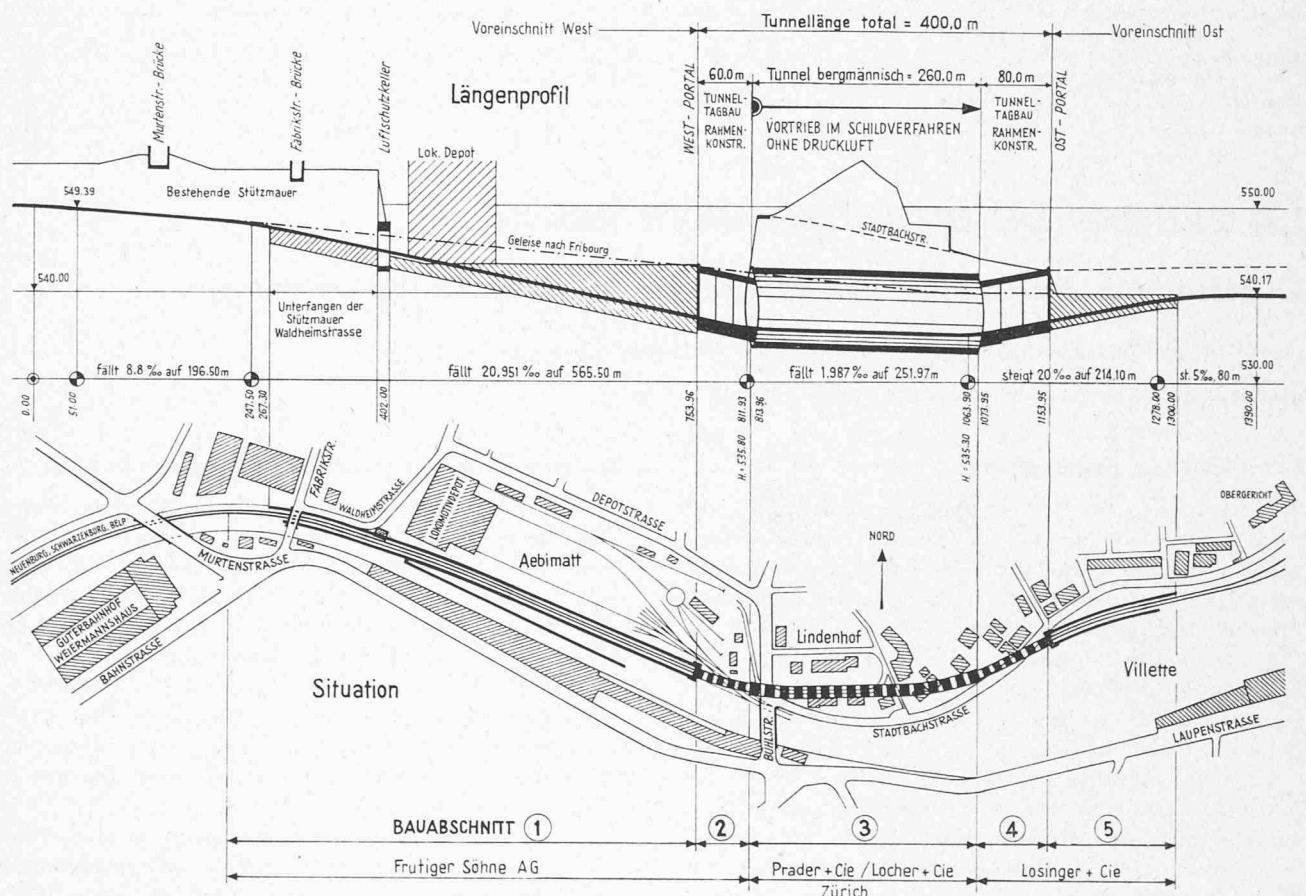 Tunnellänge total = 400,0 m
Voreinschnitt West
Voreinschnitt Ost
60.0 m
Tunnel bergmännisch = 260.0 m
80.0 m
Murtenstr.- Brücke
Fabrikstr. - Brücke
Luftschutzkeller
Längenprofil
WEST - PORTAL
TUNNEL-
TAGBAU
RAHMEN-
KONSTR.
VORTRIEB IM SCHILDVERFAHREN
OHNE DRUCKLUFT
TUNNEL-
TAGBAU
RAHMEN-
KONSTR.
OST - PORTAL
Lok. Depot
549.39
Bestehende Stützmauer
550.00
STADTBACHSTR.
Geleise nach Fribourg
540.00
540.17
Unterfangen der
Stützmauer
Waldheimstrasse
fällt 8.8 ‰ auf 196.50 m
fällt 20,951 ‰ auf 565.50 m
fällt 1.987 ‰ auf 251.97 m
steigt 20 ‰ auf 214.10 m
st. 5‰, 80 m
530.00
0.00
51.00
247.50
267.30
402.00
753.96
H = 535.80
811.93
813.96
H = 535.30
1063.90
1073.95
1153.95
1278.00
1300.00
1390.00
FABRIKSTR.
WALDHEIMSTRASSE
LOKOMOTIVDEPOT
DEPOTSTRASSE
OBERGERICHT
NEUENBURG, SCHWARZENBURG, BELP
MURTENSTRASSE
Aebimatt
NORD
GÜTERBAHNHOF
WEIERMANNSHAUS
BAHNSTRASSE
Lindenhof
Situation
Villette
STADTBACHSTRASSE
BÜHLSTR.
LAUPENSTRASSE
BAUABSCHNITT 1
2
3
4
5
Frutiger Söhne AG
Prader + Cie / Locher + Cie
Zürich
Losinger + Cie